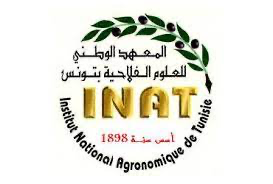 المعهد الوطني
للعلوم الفلاحية بتونس
INAT
أسس سنة 1898
Institut National Agronomique de Tunisie